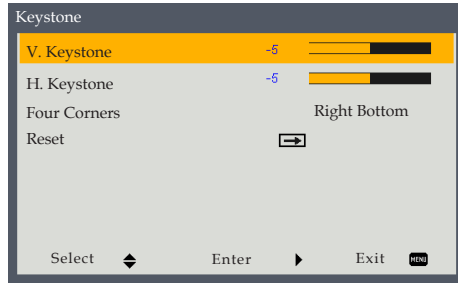 Keystone
V. Keystone -5
H. Keystone -5
Four Corners Right Bottom
Reset
Select Enter Exit MENU